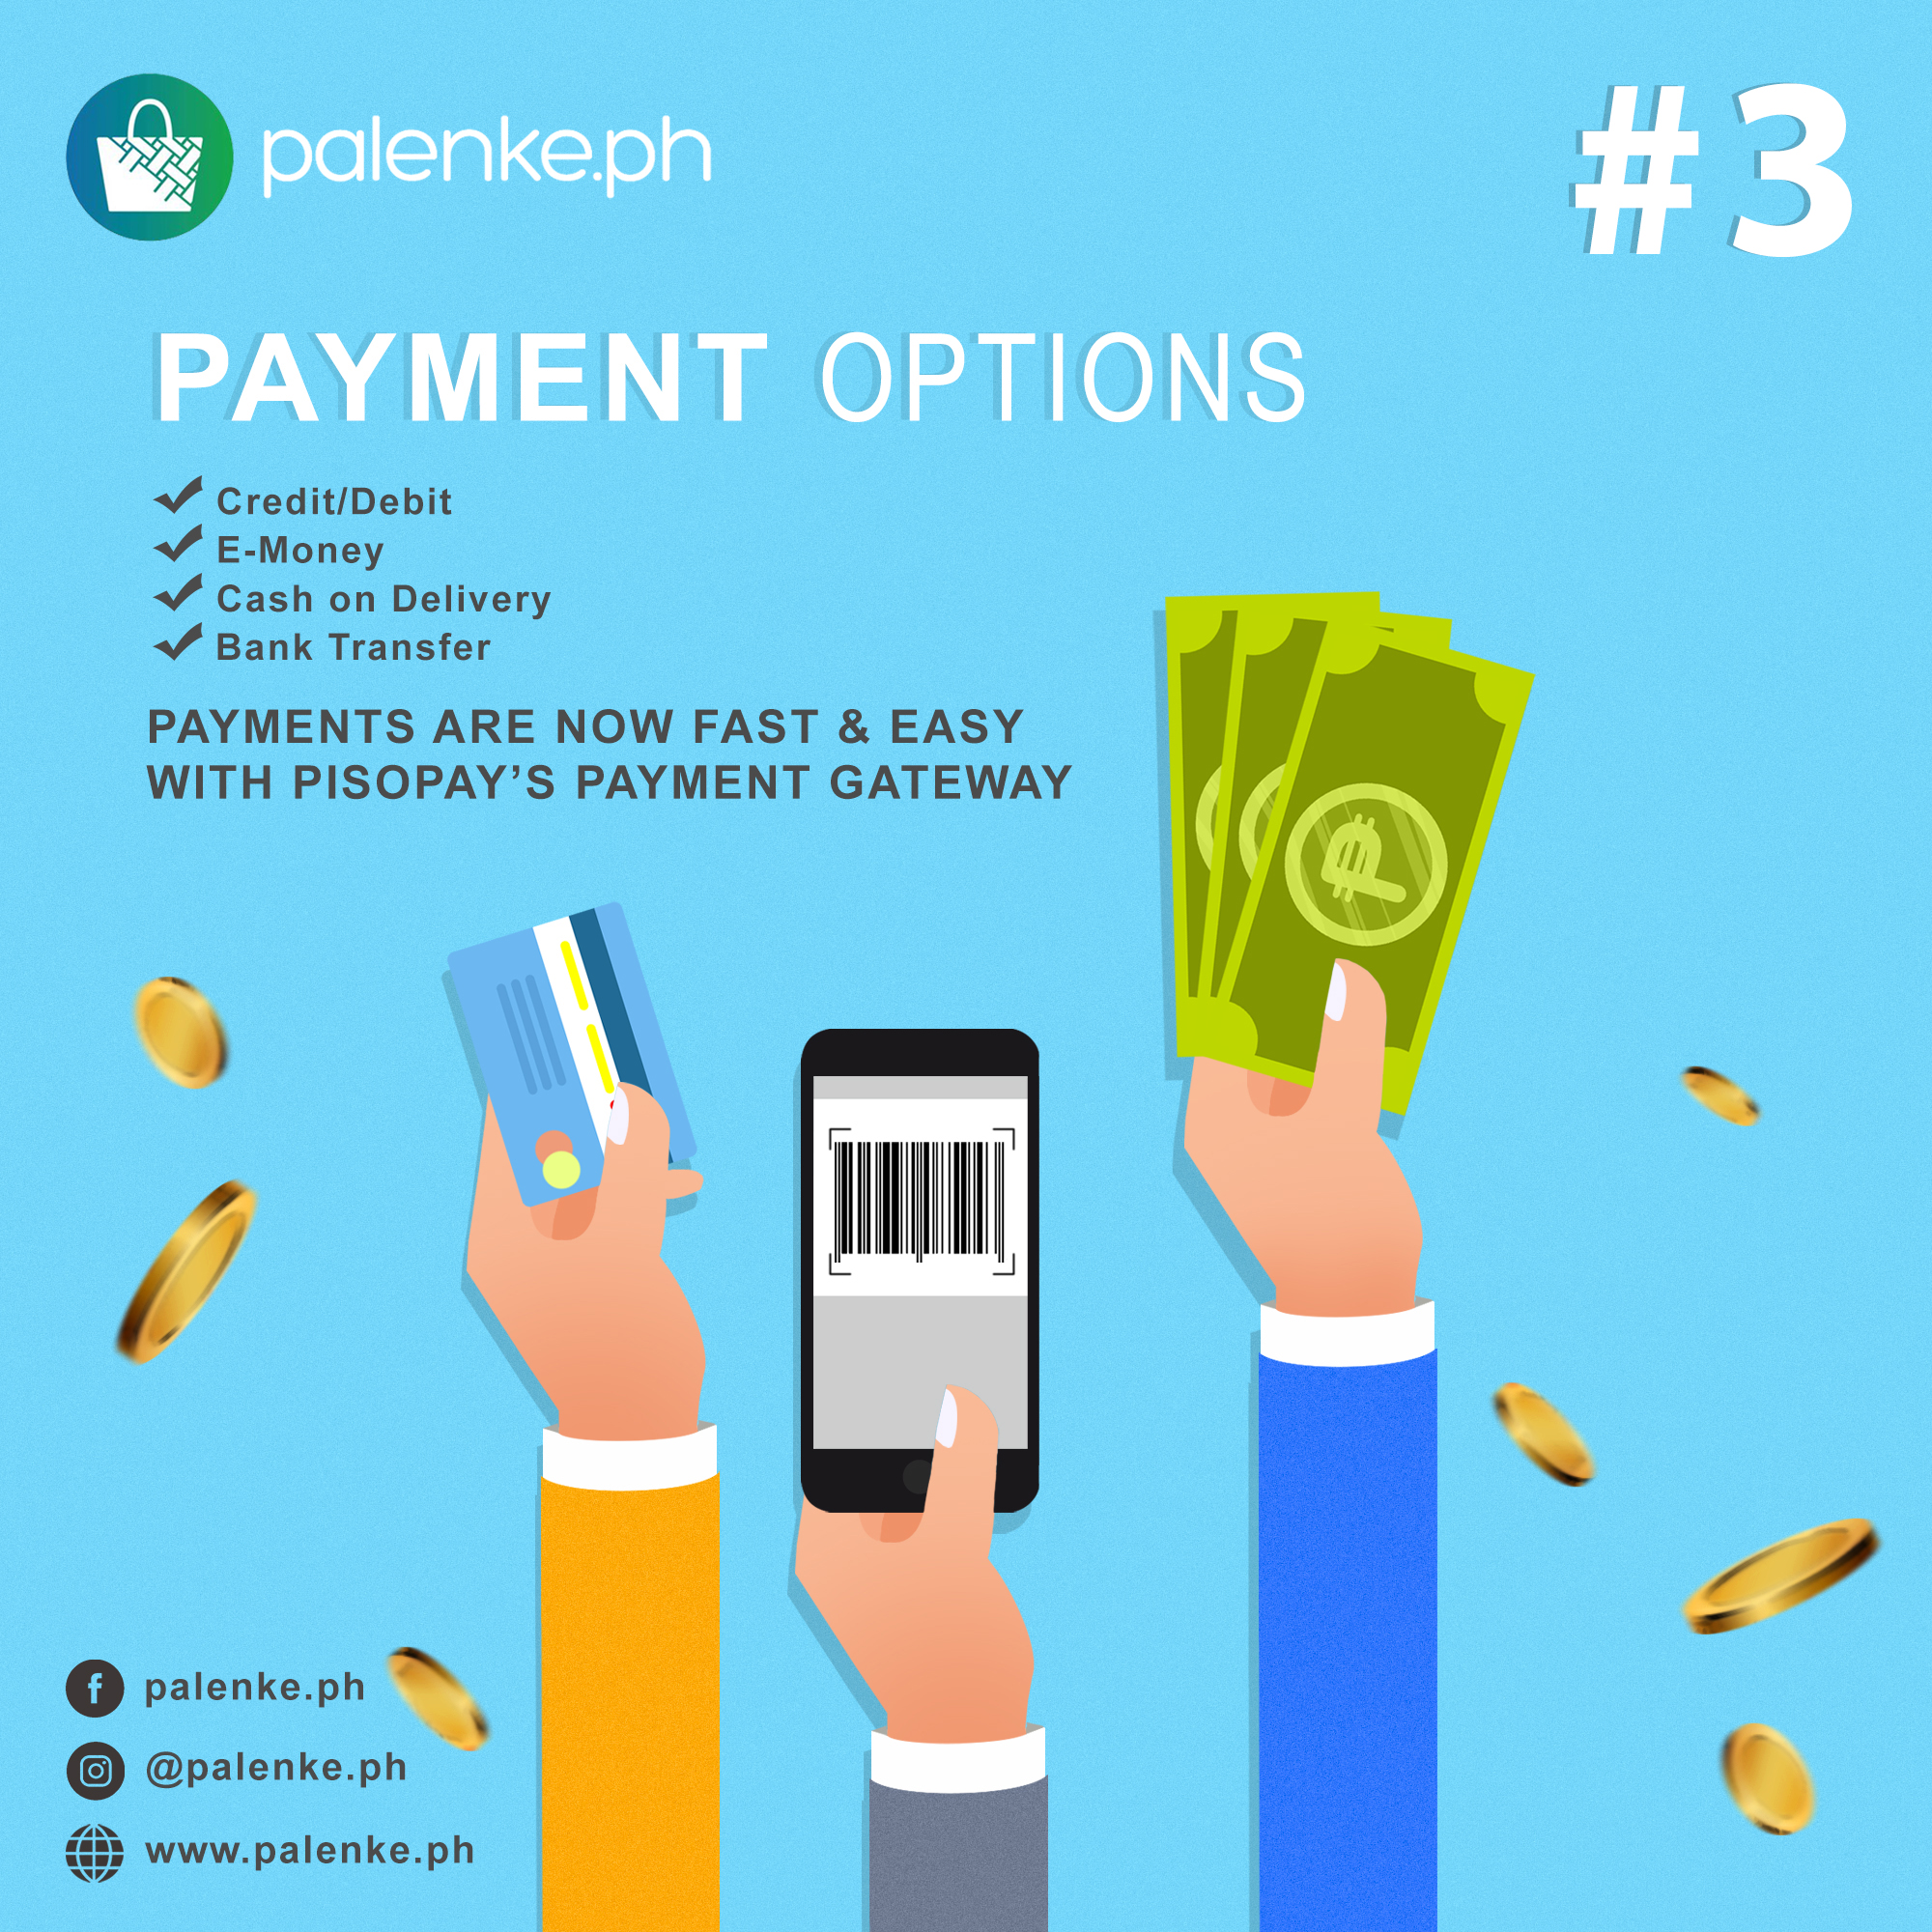 palenke.ph
#3
PAYMENT OPTIONS
Credit/Debit
E-Money
Cash on Delivery
Bank Transfer
PAYMENTS ARE NOW FAST & EASY
WITH PISOPAY’S PAYMENT GATEWAY
palenke.ph
@palenke.ph
www.palenke.ph